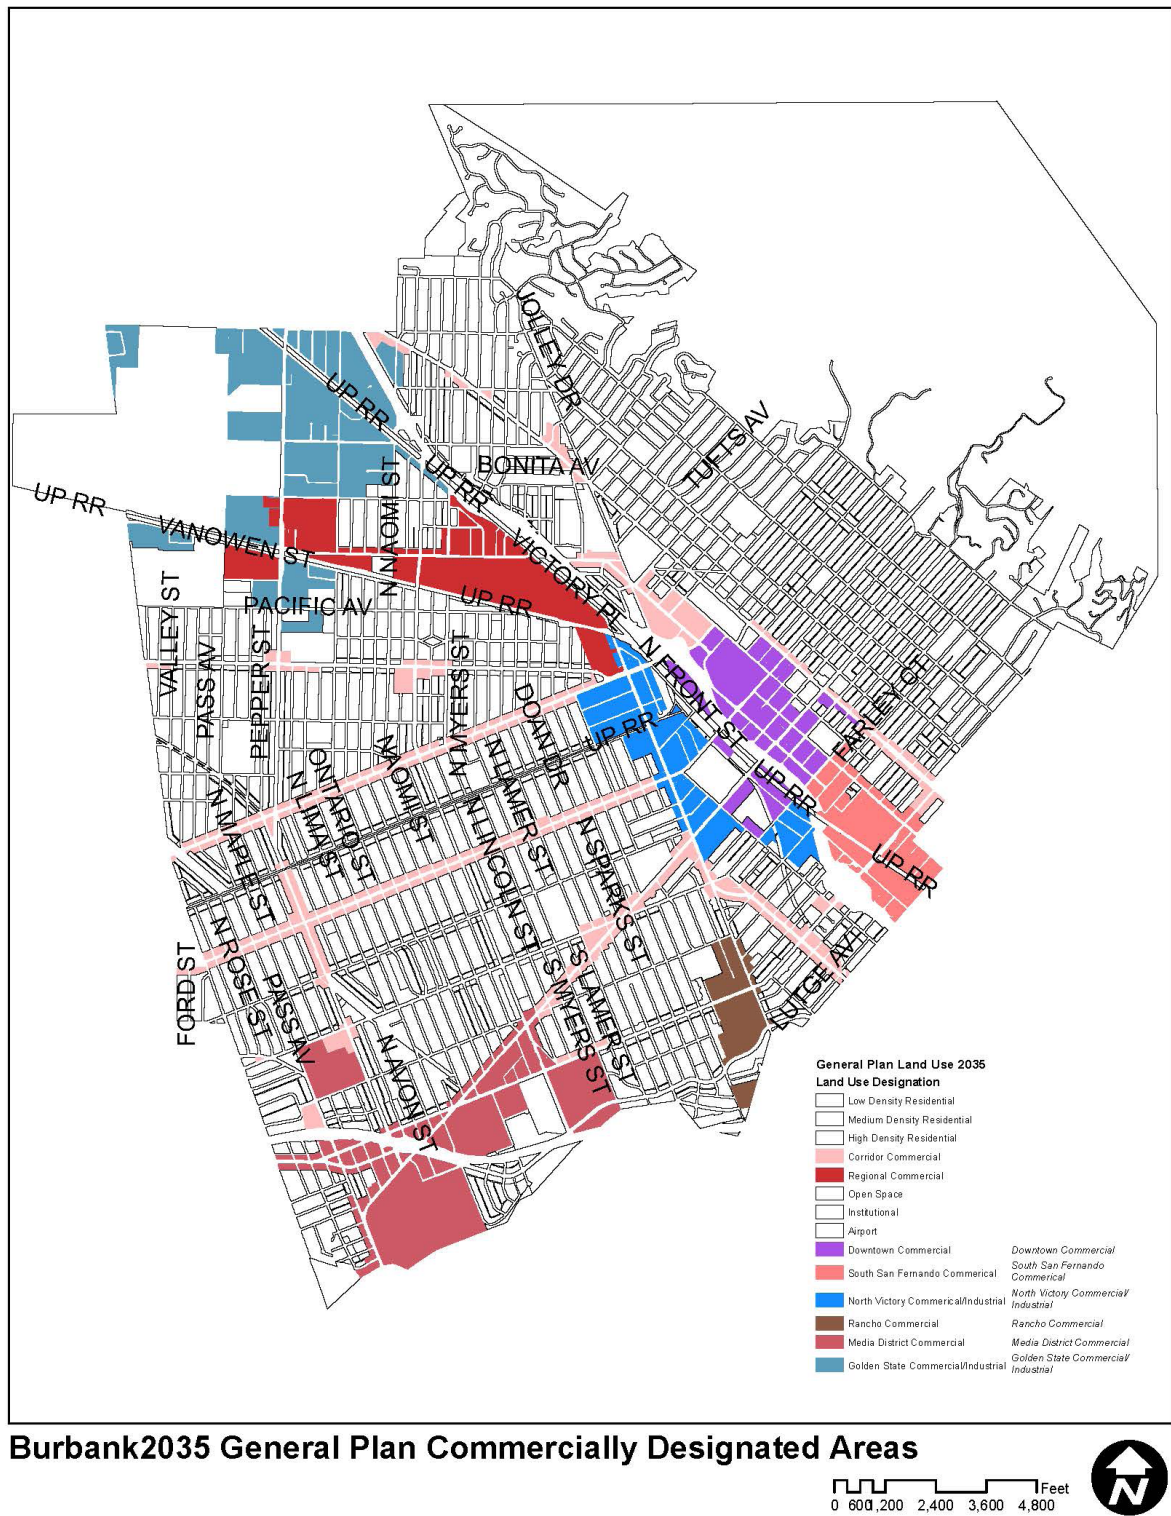 JOLLEY DR
UP RR
TUFTS AV
BONITA AV
UP RR
N NAOMI ST
UP RR
VANOWEN ST
VICTORY PL
UP RR
PACIFIC AV
VALLEY ST
PASS AV
PEPPER ST
N MYERS ST
N FRONT ST
DOAN DR
UP RR
UP RR
N NAOMI ST
N LAMER ST
ONTARIO ST
N LIMA ST
N MAPLE ST
N LINCOLN ST
N SPARKS ST
UP RR
N ROSE ST
FORD ST
PASS AV
S LAMER ST
S MYERS ST
N AVON ST
General Plan Land Use 2035
Land Use Designation
Low Density Residential
Medium Density Residential
High Density Residential
Corridor Commercial
Regional Commercial
Open Space
Institutional
Airport
Downtown Commercial Downtown Commercial
South San Fernando Commerical South San Fernando
Commerical
North Victory Commerical/Industrial North Victory Commercial/
Industrial
Rancho Commercial Rancho Commercial
Media District Commercial Media District Commercial
Golden State Commercial/Industrial Golden State Commercial/
Industrial
Burbank2035 General Plan Commercially Designated Areas
Feet
0 600 1,200 2,400 3,600 4,800
N